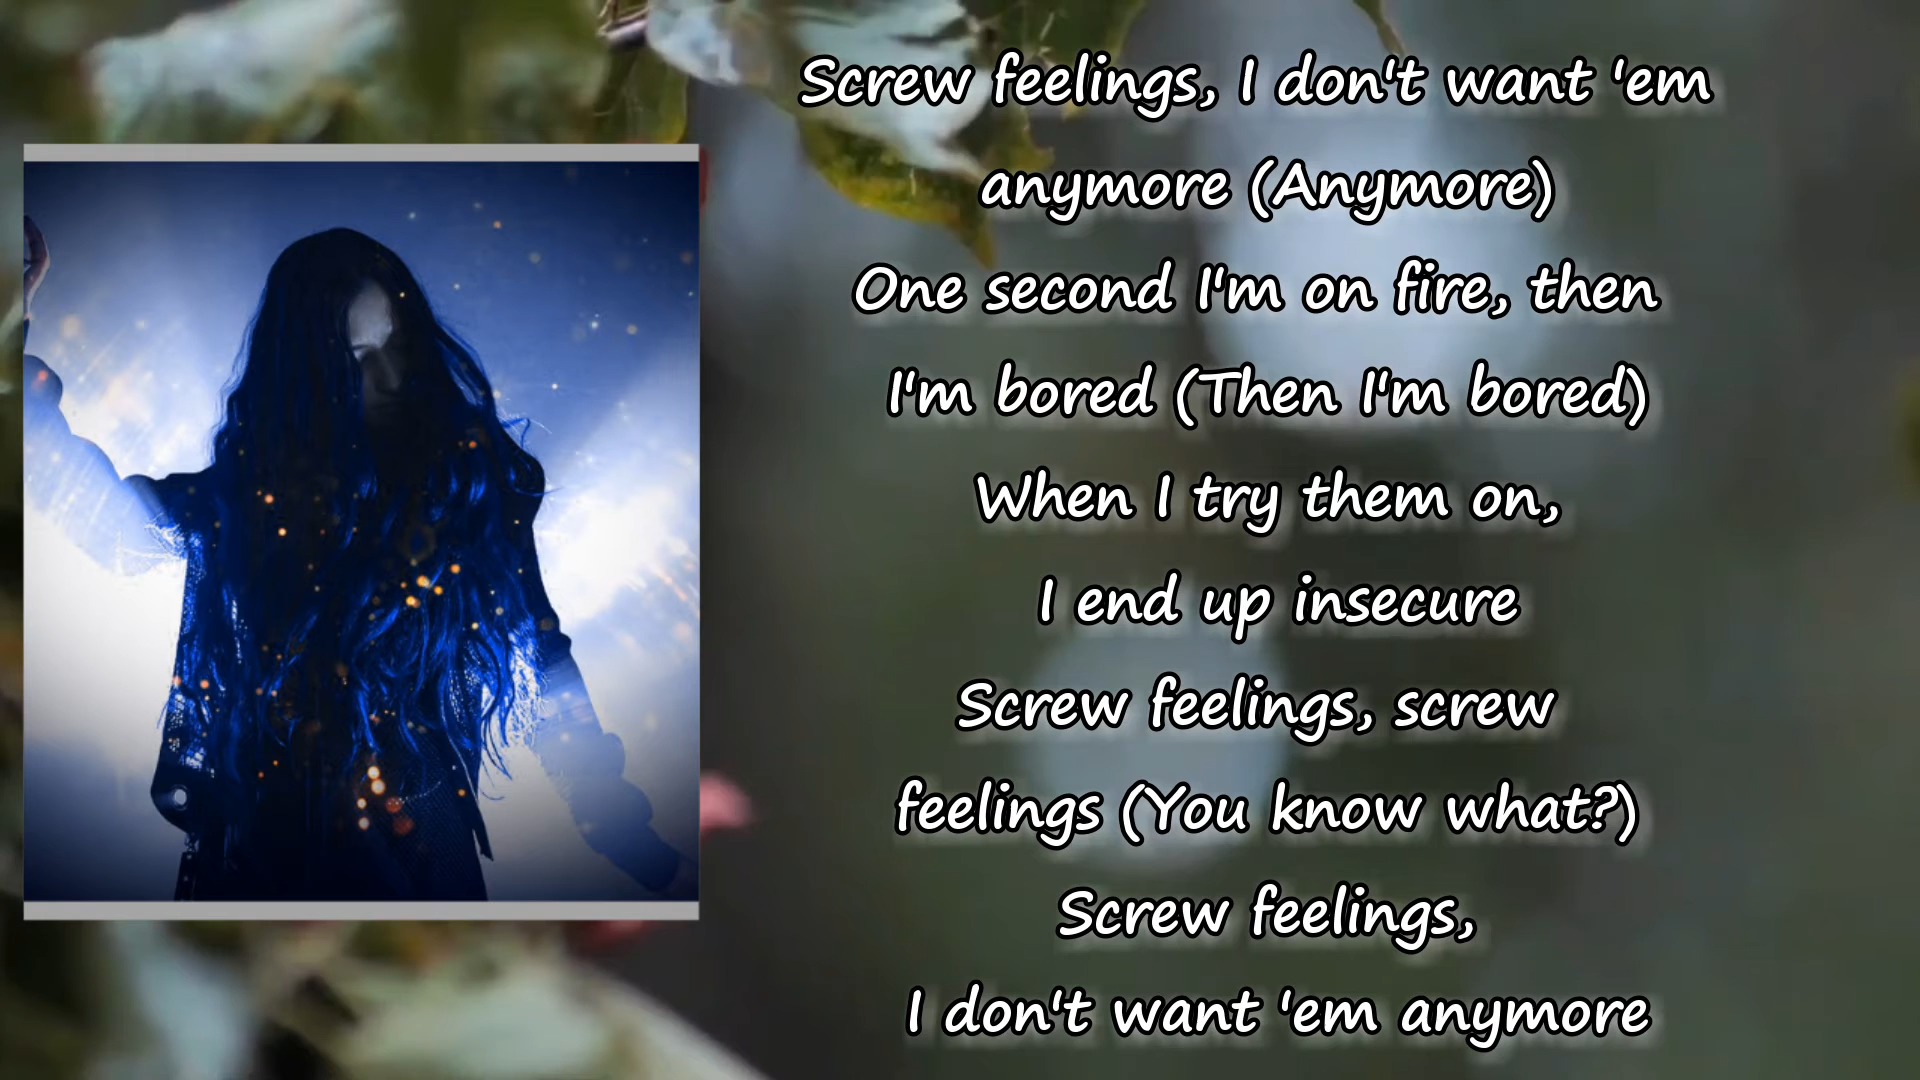 Screw feelings, I don't want 'em
anymore (Anymore)
One second I'm on fire, then
I'm bored (Then I'm bored)
When I try them on,
I end up insecure
Screw feelings, screw
feelings (You know what?)
Screw feelings,
I don't want 'em anymore